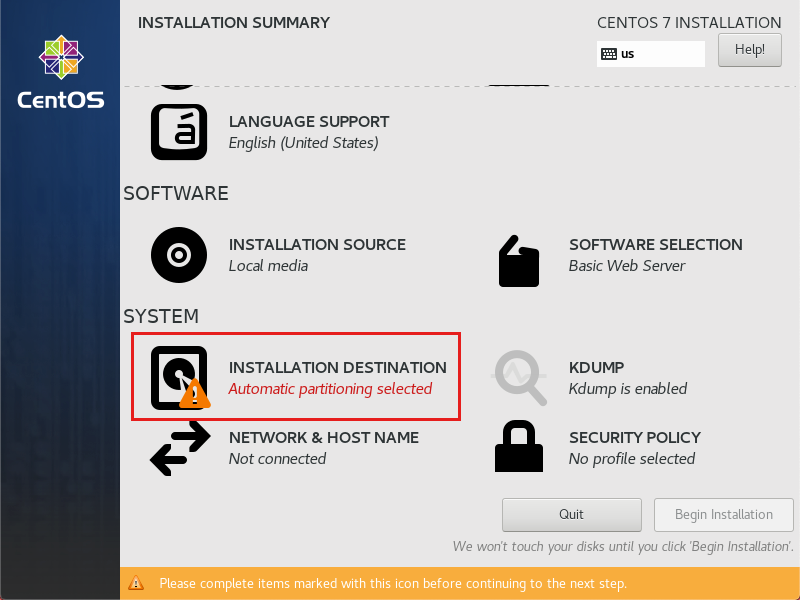 INSTALLATION SUMMARY
CENTOS 7 INSTALLATION
us
Help!
CentOS
LANGUAGE SUPPORT
English (United States)
SOFTWARE
INSTALLATION SOURCE
Local media
SOFTWARE SELECTION
Basic Web Server
SYSTEM
INSTALLATION DESTINATION
Automatic partitioning selected
KDUMP
Kdump is enabled
NETWORK & HOST NAME
Not connected
SECURITY POLICY
No profile selected
Quit
Begin Installation
We won't touch your disks until you click 'Begin Installation'.
Please complete items marked with this icon before continuing to the next step.